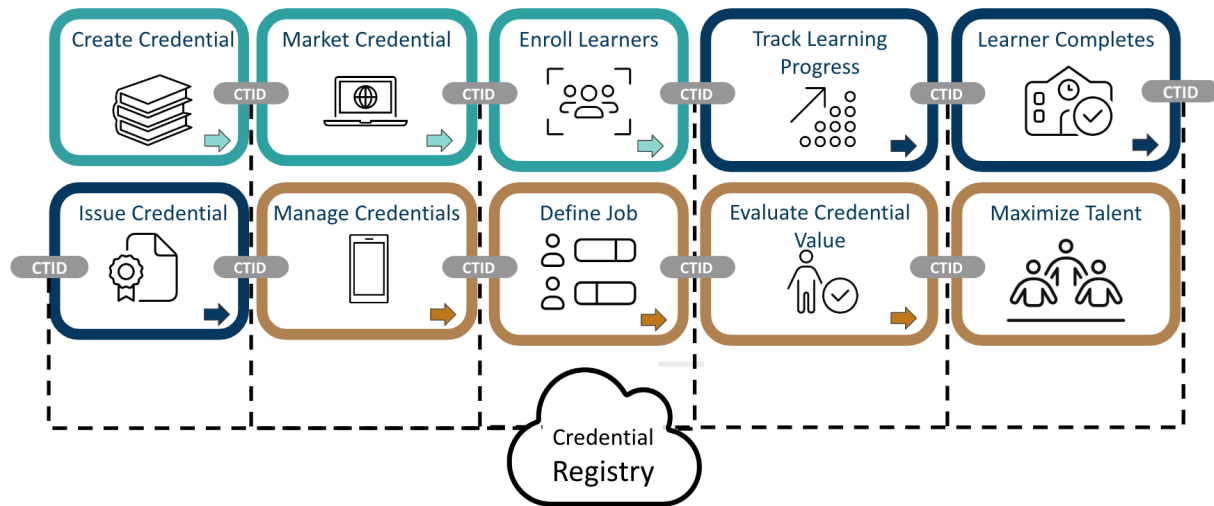 Create Credential
Market Credential
Enroll Learners
Track Learning
Progress
Learner Completes
CTID
CTID
CTID
CTID
CTID
Issue Credential
Manage Credentials
Define Job
Evaluate Credential
Value
Maximize Talent
CTID
CTID
CTID
CTID
CTID
Credential
Registry